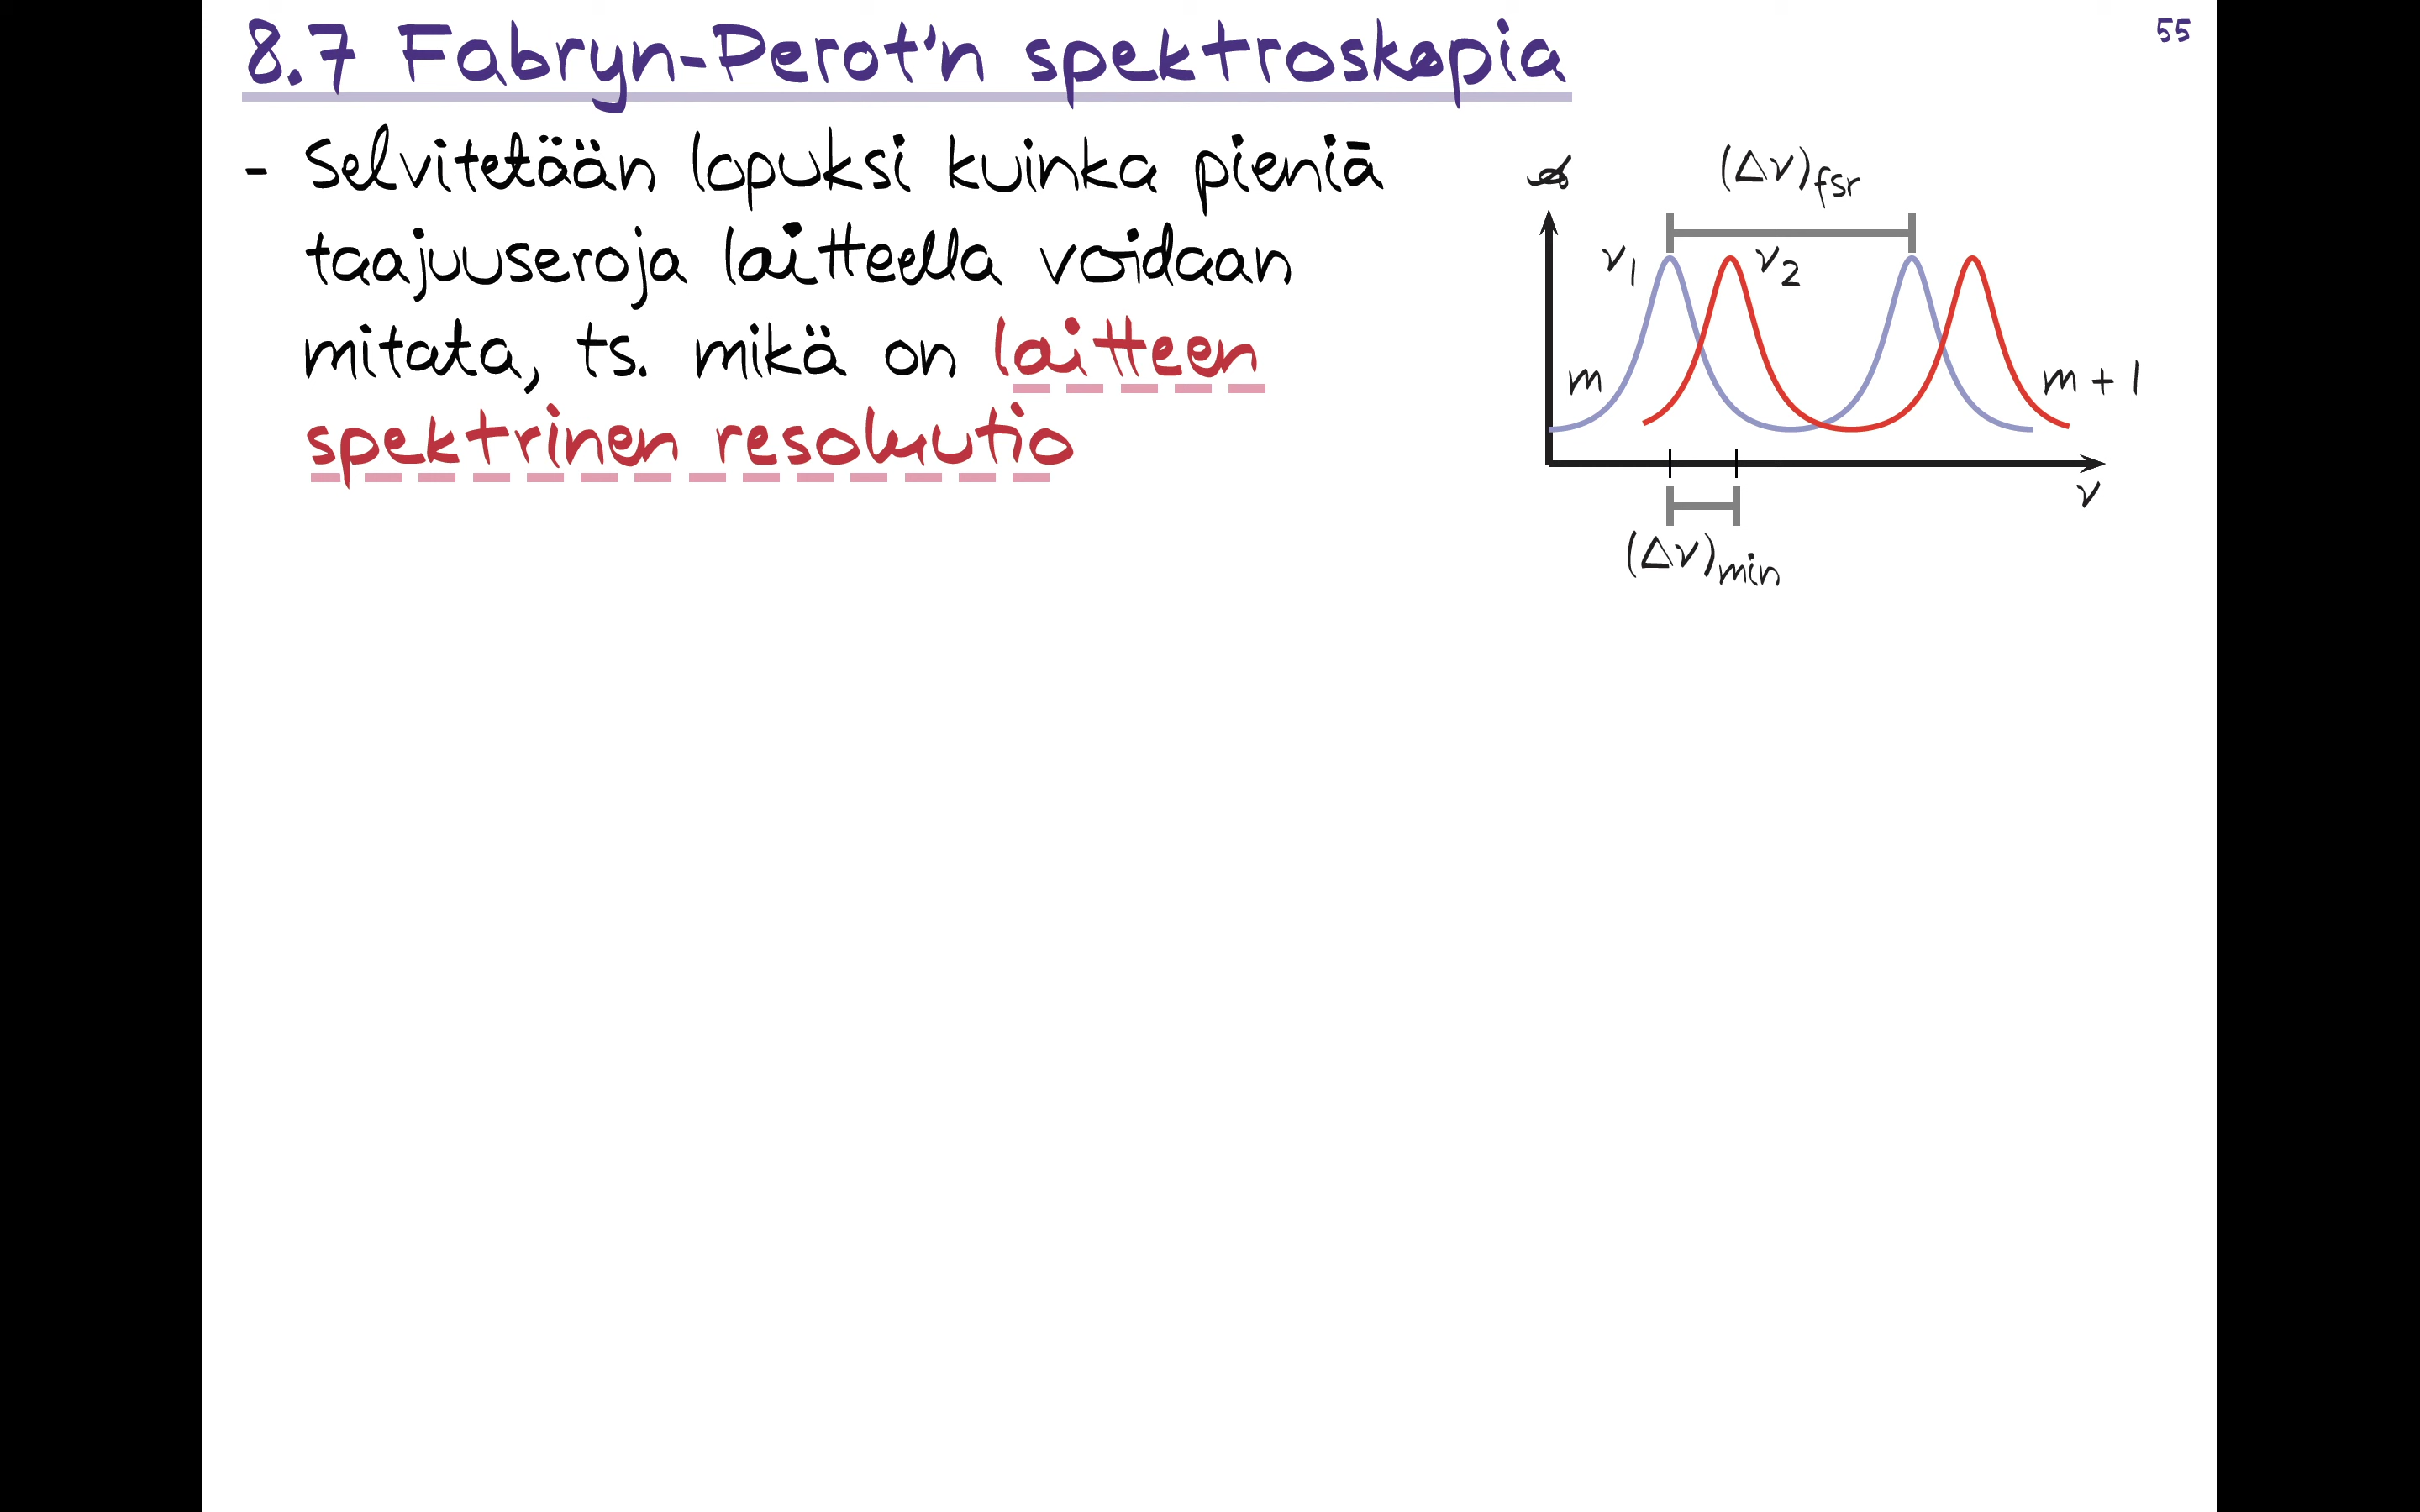 8.7 Fabryn-Perot'n spektroskopia
55
- Selvitetään lopuksi kuinka pieniä
taajuuseroja laitteella voidaan
mitata, ts. mikä on laitteen
spektrinen resoluutio
(Δν)fsr
ν1
ν2
m
m + 1
ν
(Δν)min